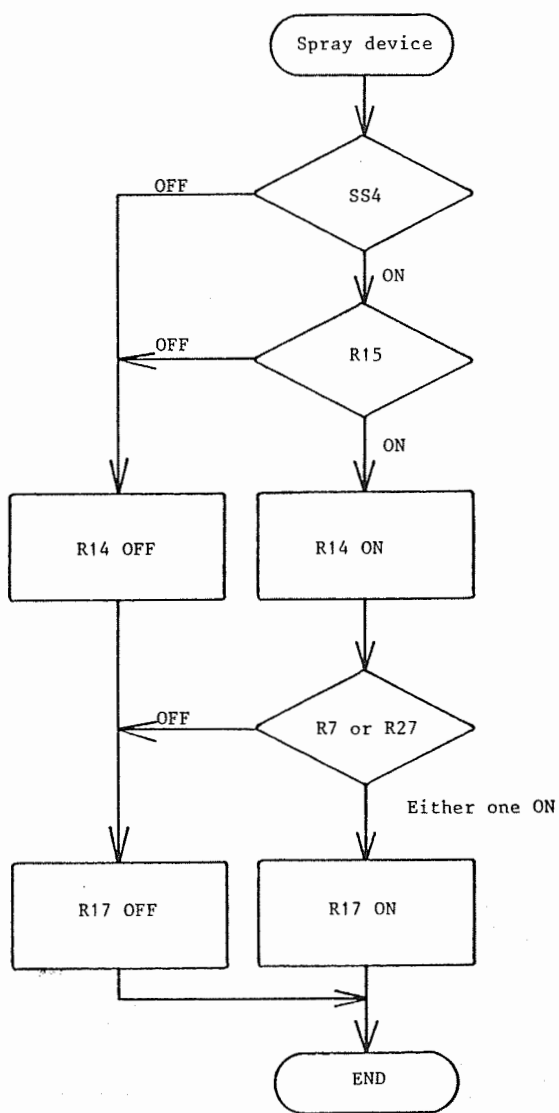 Spray device
OFF
SS4
ON
OFF
R15
ON
R14 OFF
R14 ON
OFF
R7 or R27
Either one ON
R17 OFF
R17 ON
END